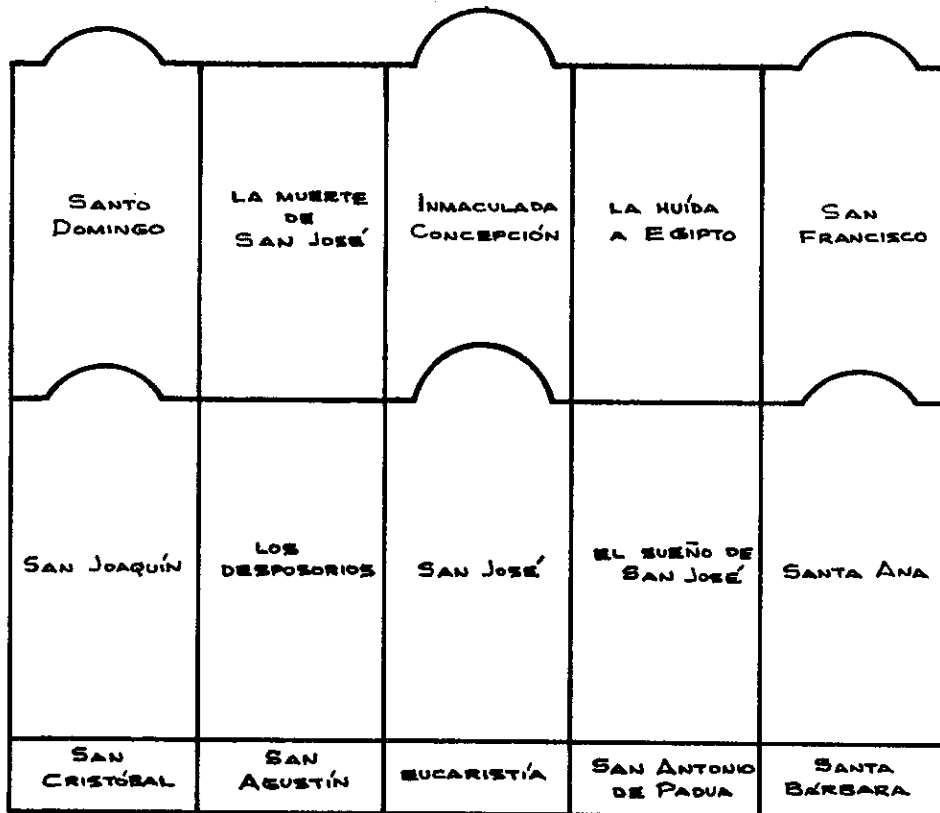 SANTO
DOMINGO
LA MUERTE
DE
SAN JOSÉ
INMACULADA
CONCEPCIÓN
LA HUÍDA
A EGIPTO
SAN
FRANCISCO
SAN JOAQUÍN
LOS
DESPOSORIOS
SAN JOSÉ
EL SUEÑO DE
SAN JOSÉ
SANTA ANA
SAN
CRISTÓBAL
SAN
AGUSTÍN
EUCARISTÍA
SAN ANTONIO
DE PADUA
SANTA
BÁRBARA